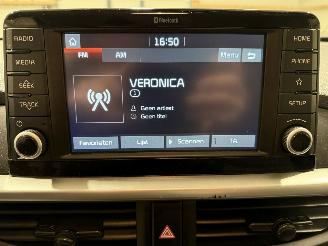 Bluetooth
RADIO
16:50
HOME
FM AM Menu
MEDIA
PHONE
VERONICA
SEEK
Geen artiest
TRACK
Geen titel
SETUP
Favorieten Lijst Scannen TA